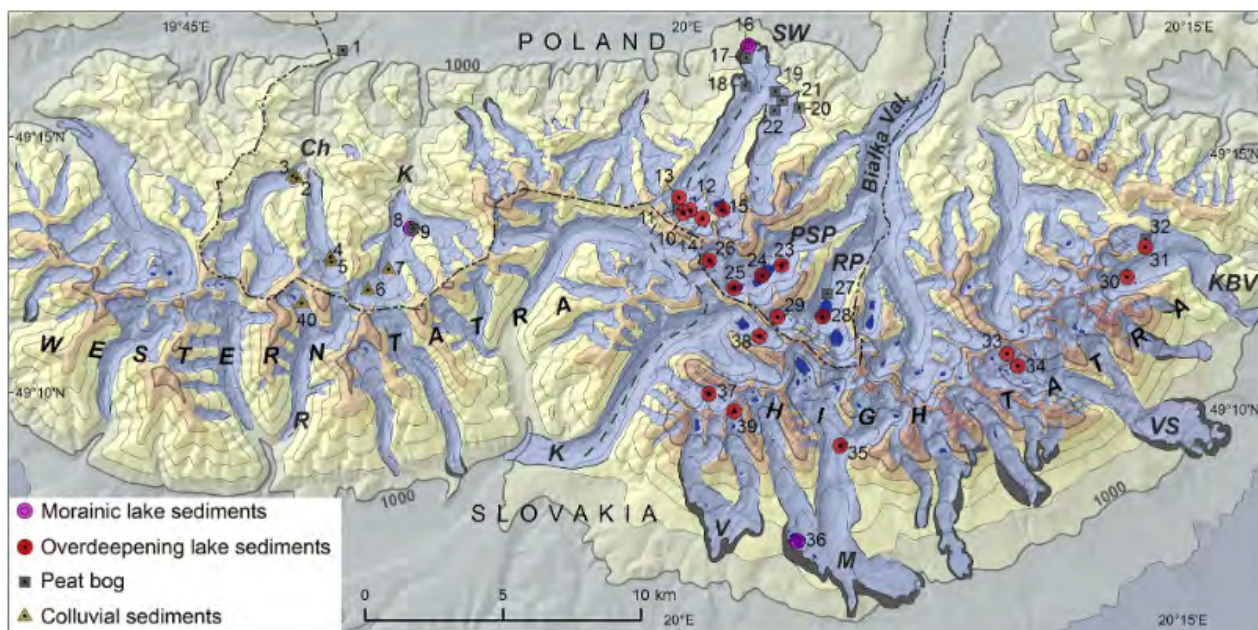 19°45'E
20°E
20°15'E
POLAND
16
SW
1
1000
17
18
19
21
20
22
Białka Val.
49°15'N
49°15'N
3
Ch
2
K
13
12
11
15
10
14
8
9
PSP
4
5
7
6
26
25
24
23
RP
27
28
29
38
32
31
30
KBV
40
WESTERN TATRA
33
34
HIGH TATRA
49°10'N
49°10'N
37
39
R
K
35
VS
1000
1000
SLOVAKIA
V
36
M
Morainic lake sediments
Overdeepening lake sediments
Peat bog
Colluvial sediments
0 5 10 km
20°E
20°15'E